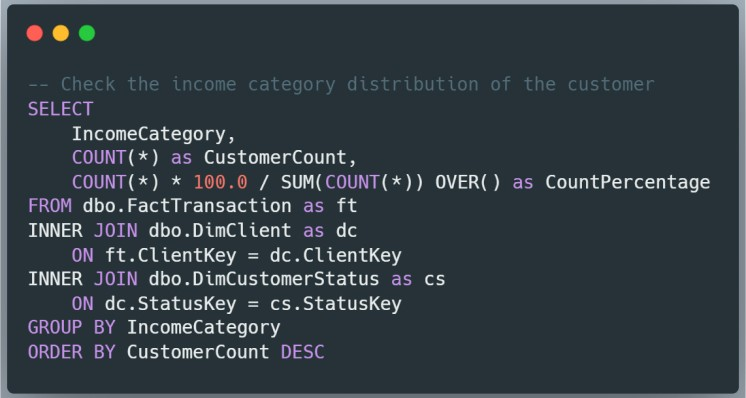 -- Check the income category distribution of the customer
SELECT
    IncomeCategory,
    COUNT(*) as CustomerCount,
    COUNT(*) * 100.0 / SUM(COUNT(*)) OVER() as CountPercentage
FROM dbo.FactTransaction as ft
INNER JOIN dbo.DimClient as dc
    ON ft.ClientKey = dc.ClientKey
INNER JOIN dbo.DimCustomerStatus as cs
    ON dc.StatusKey = cs.StatusKey
GROUP BY IncomeCategory
ORDER BY CustomerCount DESC